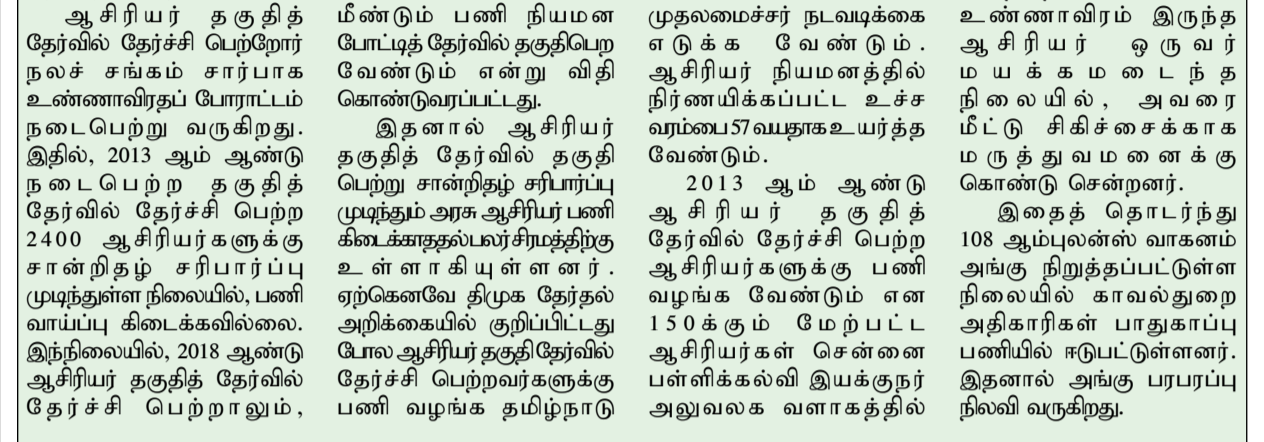 ஆசிரியர் தகுதித்
தேர்வில் தேர்ச்சி பெற்றோர்
நலச் சங்கம் சார்பாக
உண்ணாவிரதப் போராட்டம்
நடைபெற்று வருகிறது.
இதில், 2013 ஆம் ஆண்டு
நடைபெற்ற தகுதித்
தேர்வில் தேர்ச்சி பெற்ற
2400 ஆசிரியர்களுக்கு
சான்றிதழ் சரிபார்ப்பு
முடிந்துள்ள நிலையில், பணி
வாய்ப்பு கிடைக்கவில்லை.
இந்நிலையில், 2018 ஆண்டு
ஆசிரியர் தகுதித் தேர்வில்
தேர்ச்சி பெற்றாலும்,
மீண்டும் பணி நியமன
போட்டித் தேர்வில் தகுதிபெற
வேண்டும் என்று விதி
கொண்டுவரப்பட்டது.
இதனால் ஆசிரியர்
தகுதித் தேர்வில் தகுதி
பெற்று சான்றிதழ் சரிபார்ப்பு
முடிந்தும் அரசு ஆசிரியர் பணி
கிடைக்காததல் பலர் சிரமத்திற்கு
உள்ளாகியுள்ளனர்.
ஏற்கெனவே திமுக தேர்தல்
அறிக்கையில் குறிப்பிட்டது
போல ஆசிரியர் தகுதி தேர்வில்
தேர்ச்சி பெற்றவர்களுக்கு
பணி வழங்க தமிழ்நாடு
முதலமைச்சர் நடவடிக்கை
எடுக்க வேண்டும்.
ஆசிரியர் நியமனத்தில்
நிர்ணயிக்கப்பட்ட உச்ச
வரம்பை 57 வயதாக உயர்த்த
வேண்டும்.
2013 ஆம் ஆண்டு
ஆசிரியர் தகுதித்
தேர்வில் தேர்ச்சி பெற்ற
ஆசிரியர்களுக்கு பணி
வழங்க வேண்டும் என
150க்கும் மேற்பட்ட
ஆசிரியர்கள் சென்னை
பள்ளிக்கல்வி இயக்குநர்
அலுவலக வளாகத்தில்
உண்ணாவிரம் இருந்த
ஆசிரியர் ஒருவர்
மயக்கமடைந்த
நிலையில், அவரை
மீட்டு சிகிச்சைக்காக
மருத்துவமனைக்கு
கொண்டு சென்றனர்.
இதைத் தொடர்ந்து
108 ஆம்புலன்ஸ் வாகனம்
அங்கு நிறுத்தப்பட்டுள்ள
நிலையில் காவல்துறை
அதிகாரிகள் பாதுகாப்பு
பணியில் ஈடுபட்டுள்ளனர்.
இதனால் அங்கு பரபரப்பு
நிலவி வருகிறது.